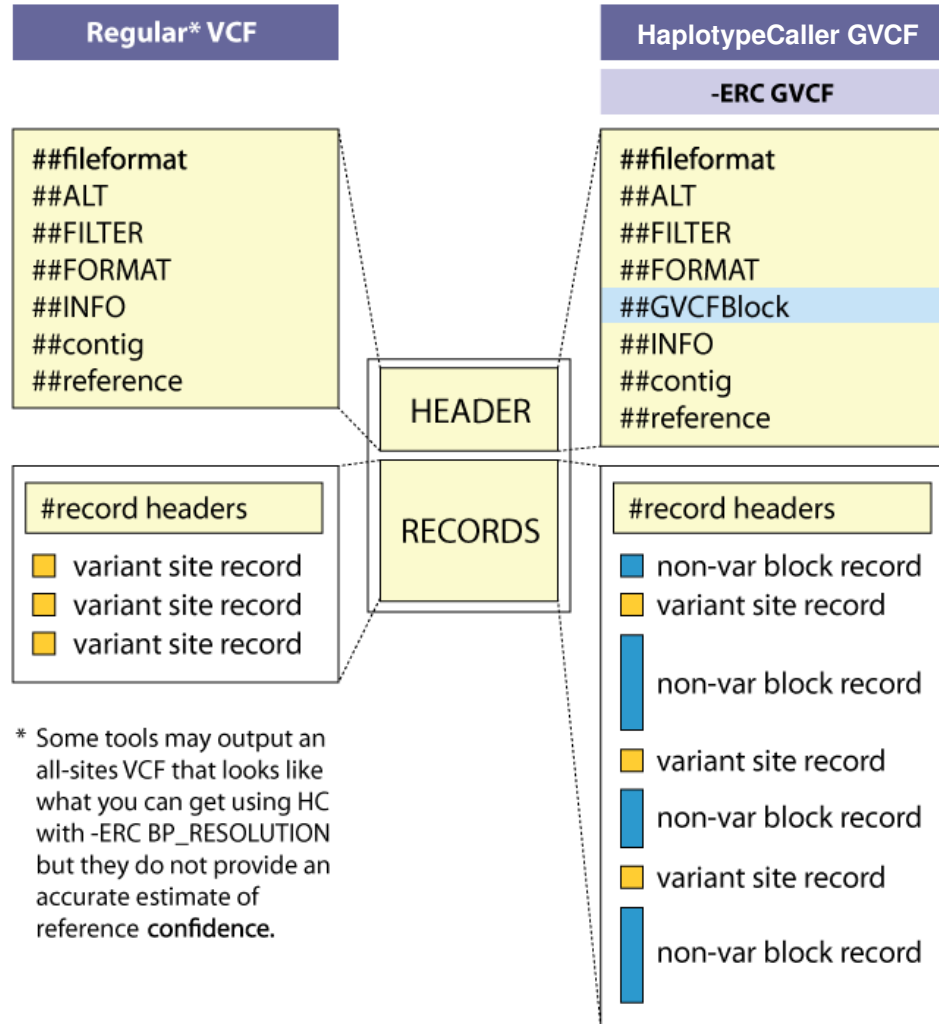 Regular* VCF
##fileformat
##ALT
##FILTER
##FORMAT
##INFO
##contig
##reference
#record headers
variant site record
variant site record
variant site record
* Some tools may output an
all-sites VCF that looks like
what you can get using HC
with -ERC BP_RESOLUTION
but they do not provide an
accurate estimate of
reference confidence.
HEADER
RECORDS
HaplotypeCaller GVCF
-ERC GVCF
##fileformat
##ALT
##FILTER
##FORMAT
##GVCFBlock
##INFO
##contig
##reference
#record headers
non-var block record
variant site record
non-var block record
variant site record
non-var block record
variant site record
non-var block record